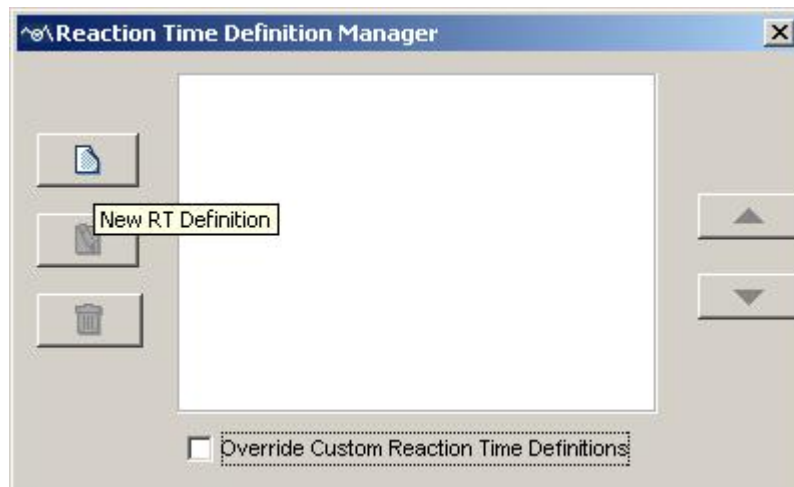 Reaction Time Definition Manager
New RT Definition
Override Custom Reaction Time Definitions